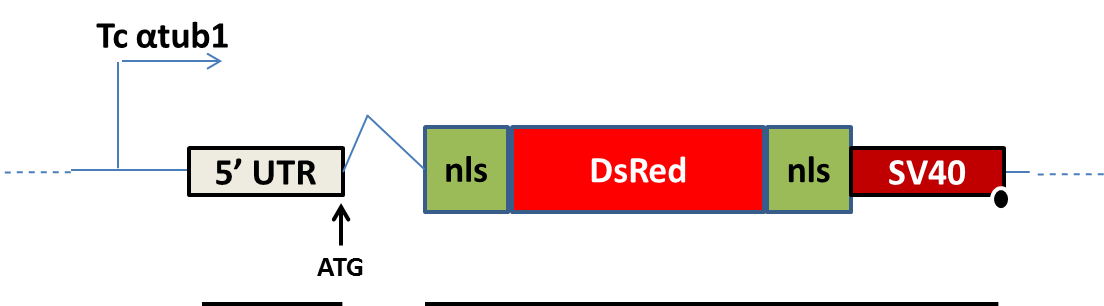 Tc αtub1
5’ UTR
nls
DsRed
nls
SV40
ATG